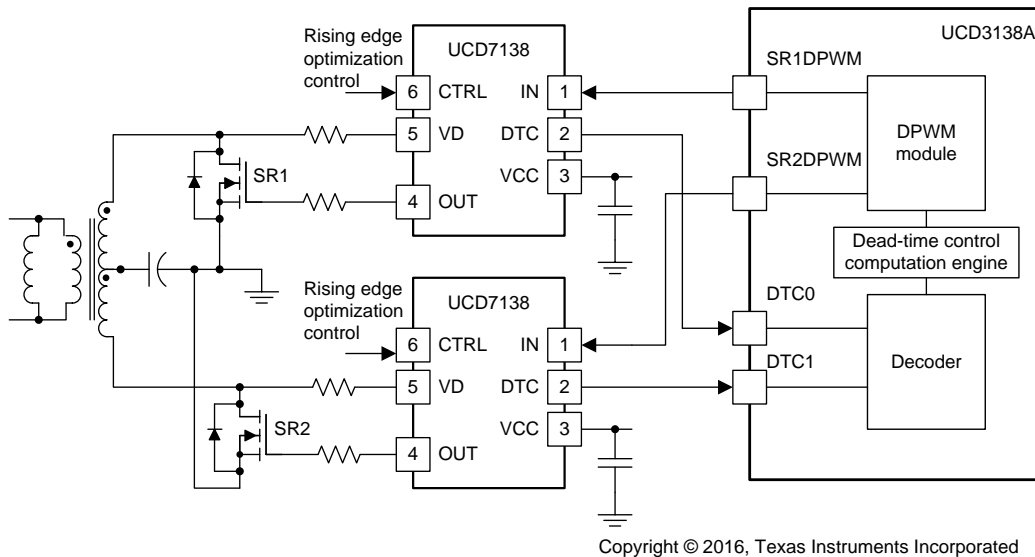 Rising edge
optimization
control
UCD7138
6
CTRL
IN
1
5
VD
DTC
2
VCC
3
4
OUT
SR1
UCD3138A
SR1DPWM
DPWM
module
SR2DPWM
Dead-time control
computation engine
DTC0
Decoder
DTC1
Rising edge
optimization
control
UCD7138
6
CTRL
IN
1
5
VD
DTC
2
VCC
3
4
OUT
SR2
Copyright © 2016, Texas Instruments Incorporated